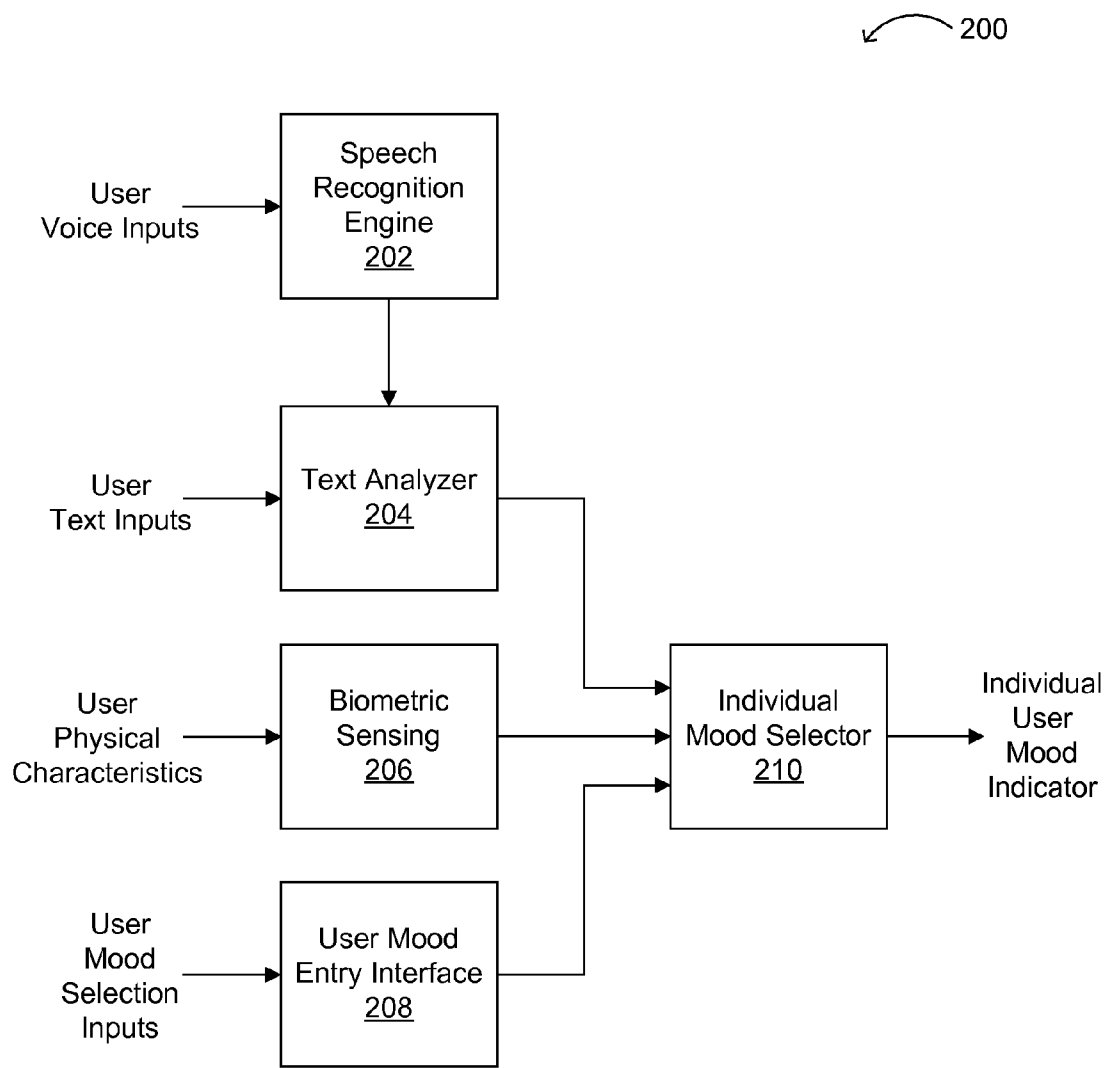 200
Speech
Recognition
Engine
202
User
Voice Inputs
Text Analyzer
204
User
Text Inputs
Biometric
Sensing
206
User
Physical
Characteristics
Individual
Mood Selector
210
Individual
User
Mood
Indicator
User Mood
Entry Interface
208
User
Mood
Selection
Inputs